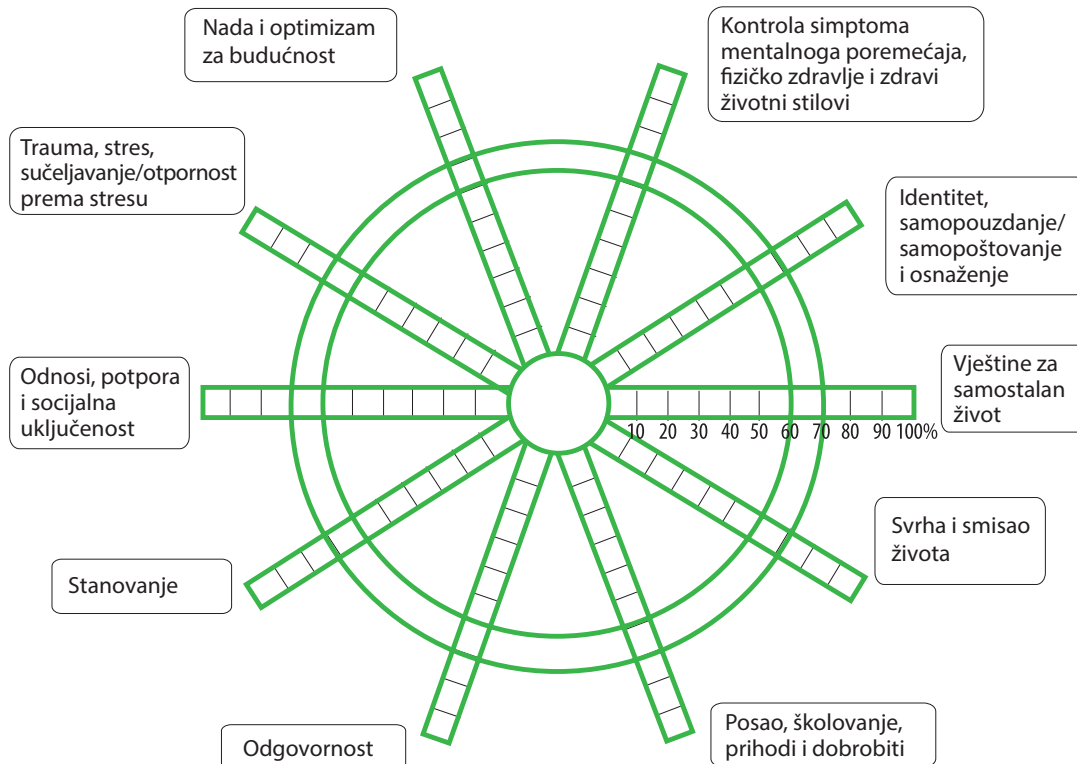 Nada i optimizam
za budućnost
Kontrola simptoma
mentalnoga poremećaja,
fizičko zdravlje i zdravi
životni stilovi
Trauma, stres,
sučeljavanje/otpornost
prema stresu
Identitet,
samopouzdanje/
samopoštovanje
i osnaženje
Odnosi, potpora
i socijalna
uključenost
Vještine za
samostalan
život
10 20 30 40 50 60 70 80 90 100%
Svrha i smisao
života
Stanovanje
Odgovornost
Posao, školovanje,
prihodi i dobrobiti